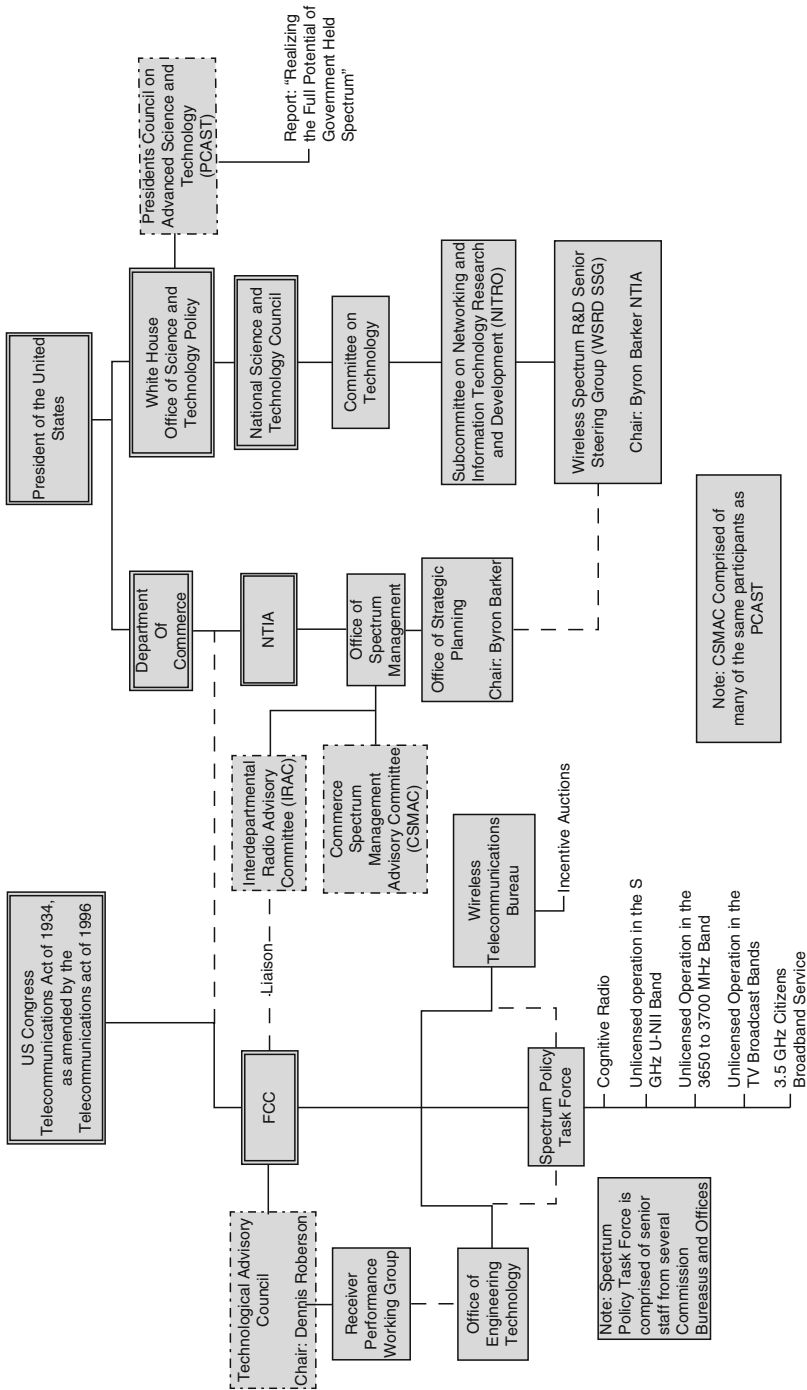 US Congress
Telecommunications Act of 1934,
as amended by the
Telecommunications act of 1996
President of the United
States
Department
Of
Commerce
White House
Office of Science and
Technology Policy
Presidents Council on
Advanced Science and
Technology
(PCAST)
Report: “Realizing
the Full Potential of
Government Held
Spectrum”
Technological Advisory
Council
Chair: Dennis Roberson
FCC
Liaison
Interdepartmental
Radio Advisory
Committee (IRAC)
NTIA
National Science and
Technology Council
Receiver
Performance
Working Group
Commerce
Spectrum
Management
Advisory Committee
(CSMAC)
Office of
Spectrum
Management
Committee on
Technology
Office of
Engineering
Technology
Wireless
Telecommunications
Bureau
Incentive Auctions
Office of Strategic
Planning
Chair: Byron Barker
Subcommittee on Networking and
Information Technology Research
and Development (NITRO)
Spectrum Policy
Task Force
Wireless Spectrum R&D Senior
Steering Group (WSRD SSG)
Chair: Byron Barker NTIA
Cognitive Radio
Unlicensed operation in the S
GHz U-NII Band
Unlicensed Operation in the
3650 to 3700 MHz Band
Unlicensed Operation in the
TV Broadcast Bands
3.5 GHz Citizens
Broadband Service
Note: Spectrum
Policy Task Force is
comprised of senior
staff from several
Commission
Bureasus and Offices
Note: CSMAC Comprised of
many of the same participants as
PCAST